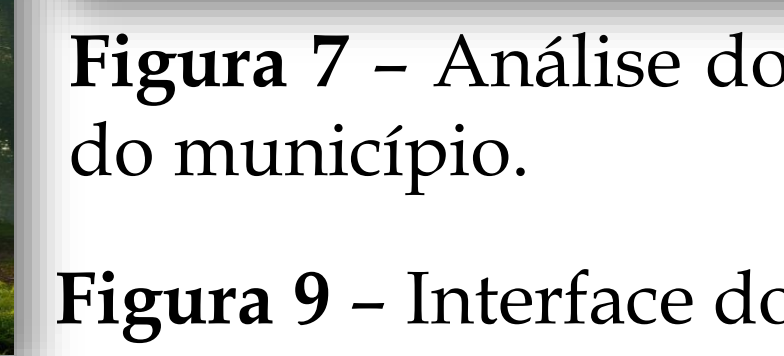 Figura 7 – Análise do
do município.
Figura 9 – Interface do